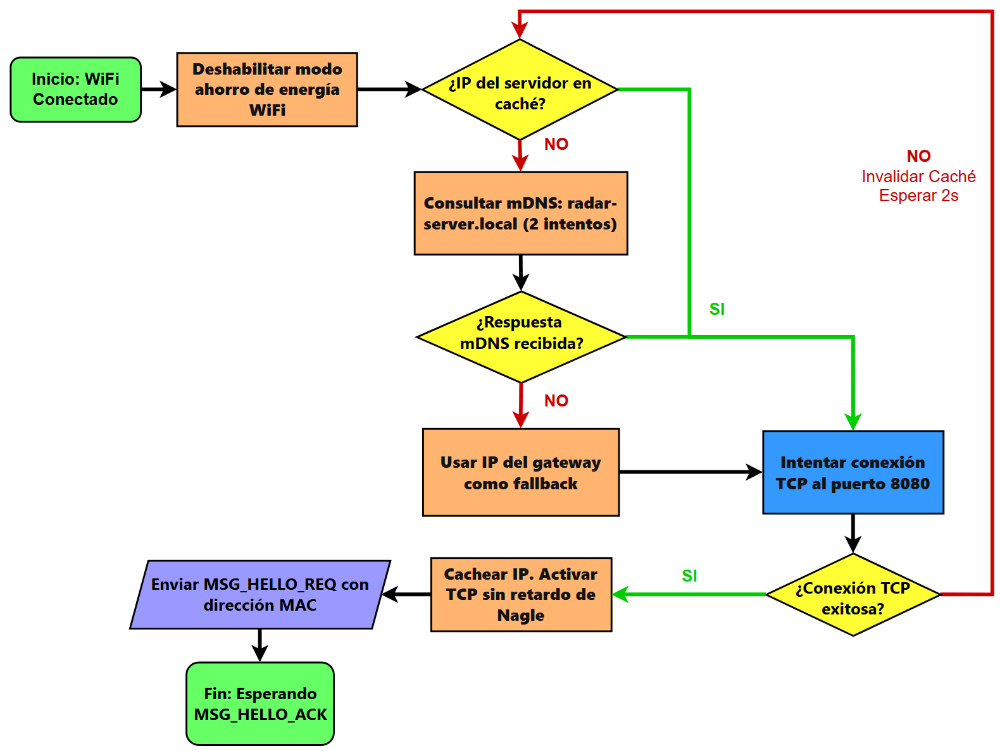 Inicio: WiFi
Conectado
Deshabilitar modo
ahorro de energía
WiFi
¿IP del servidor en
caché?
NO
NO
Invalidar Caché
Esperar 2s
Consultar mDNS: radar-
server.local (2 intentos)
SI
¿Respuesta
mDNS recibida?
NO
Usar IP del gateway
como fallback
Intentar conexión
TCP al puerto 8080
¿Conexión TCP
exitosa?
SI
Cachear IP. Activar
TCP sin retardo de
Nagle
Enviar MSG_HELLO_REQ con
dirección MAC
Fin: Esperando
MSG_HELLO_ACK